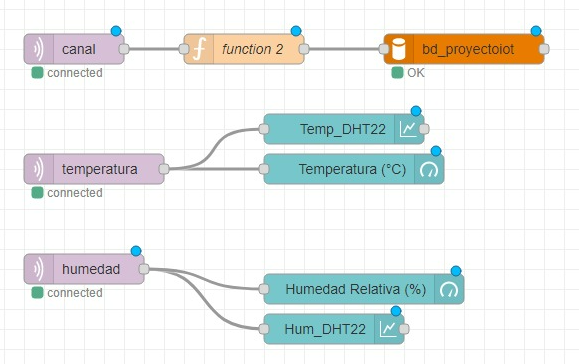 canal
function 2
bd_proyectoiot
connected
OK
Temp_DHT22
temperatura
Temperatura (°C)
connected
humedad
Humedad Relativa (%)
connected
Hum_DHT22